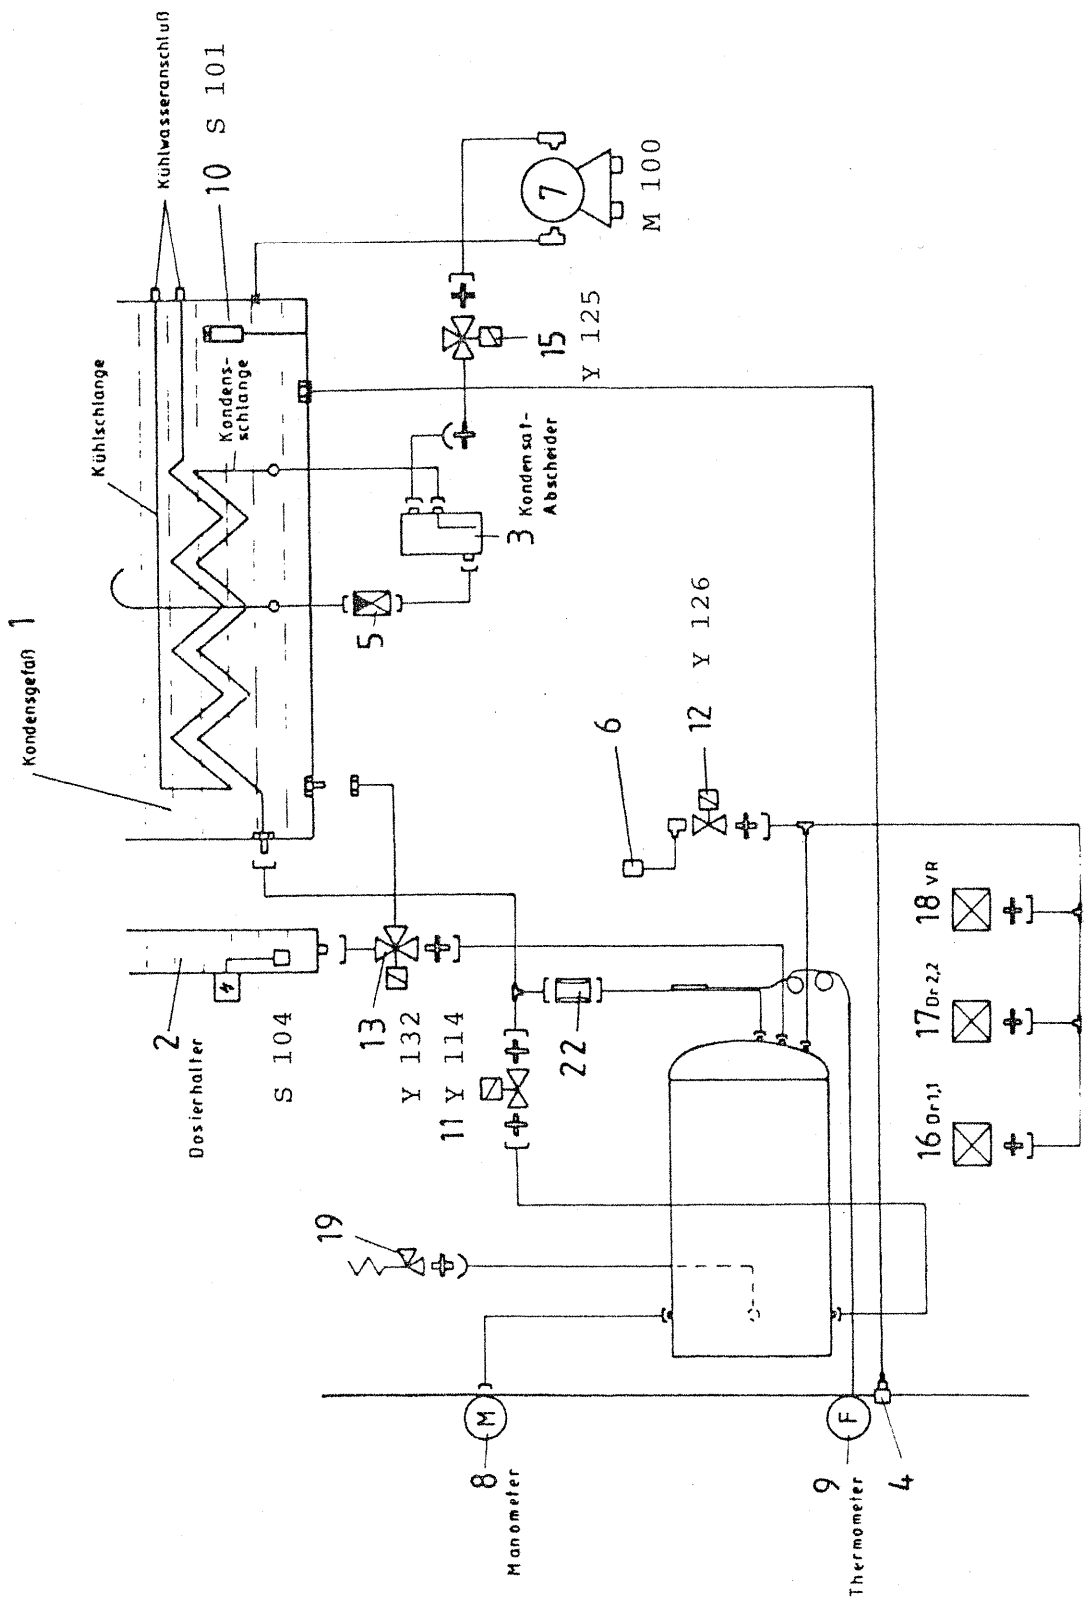 Kondensgefäß 1
Kühlschlange
Kühlwasseranschluß
10 S 101
Kondens-
schlange
2
Dosierhalter
S 104
13
Y 132
11 Y 114
22
5
3
Kondensat-
Abscheider
15
Y 125
7
M 100
6
12 Y 126
19
M
8
Manometer
F
9
Thermometer
4
16 Dr 1,1
17 Dr 2,2
18 VR